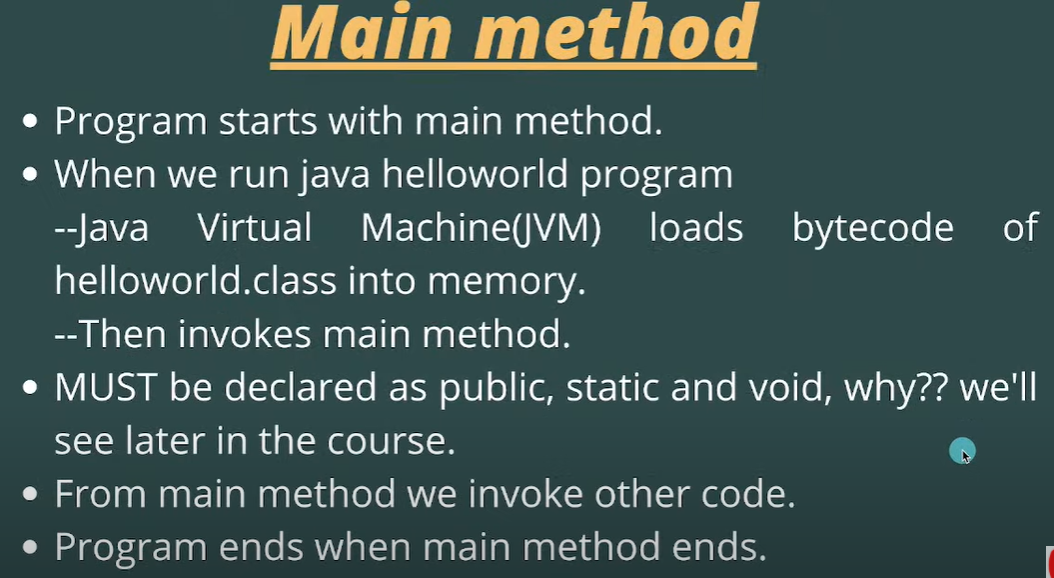 Main method
• Program starts with main method.
• When we run java helloworld program
--Java Virtual Machine(JVM) loads bytecode of
helloworld.class into memory.
--Then invokes main method.
• MUST be declared as public, static and void, why?? we'll
see later in the course.
• From main method we invoke other code.
• Program ends when main method ends.